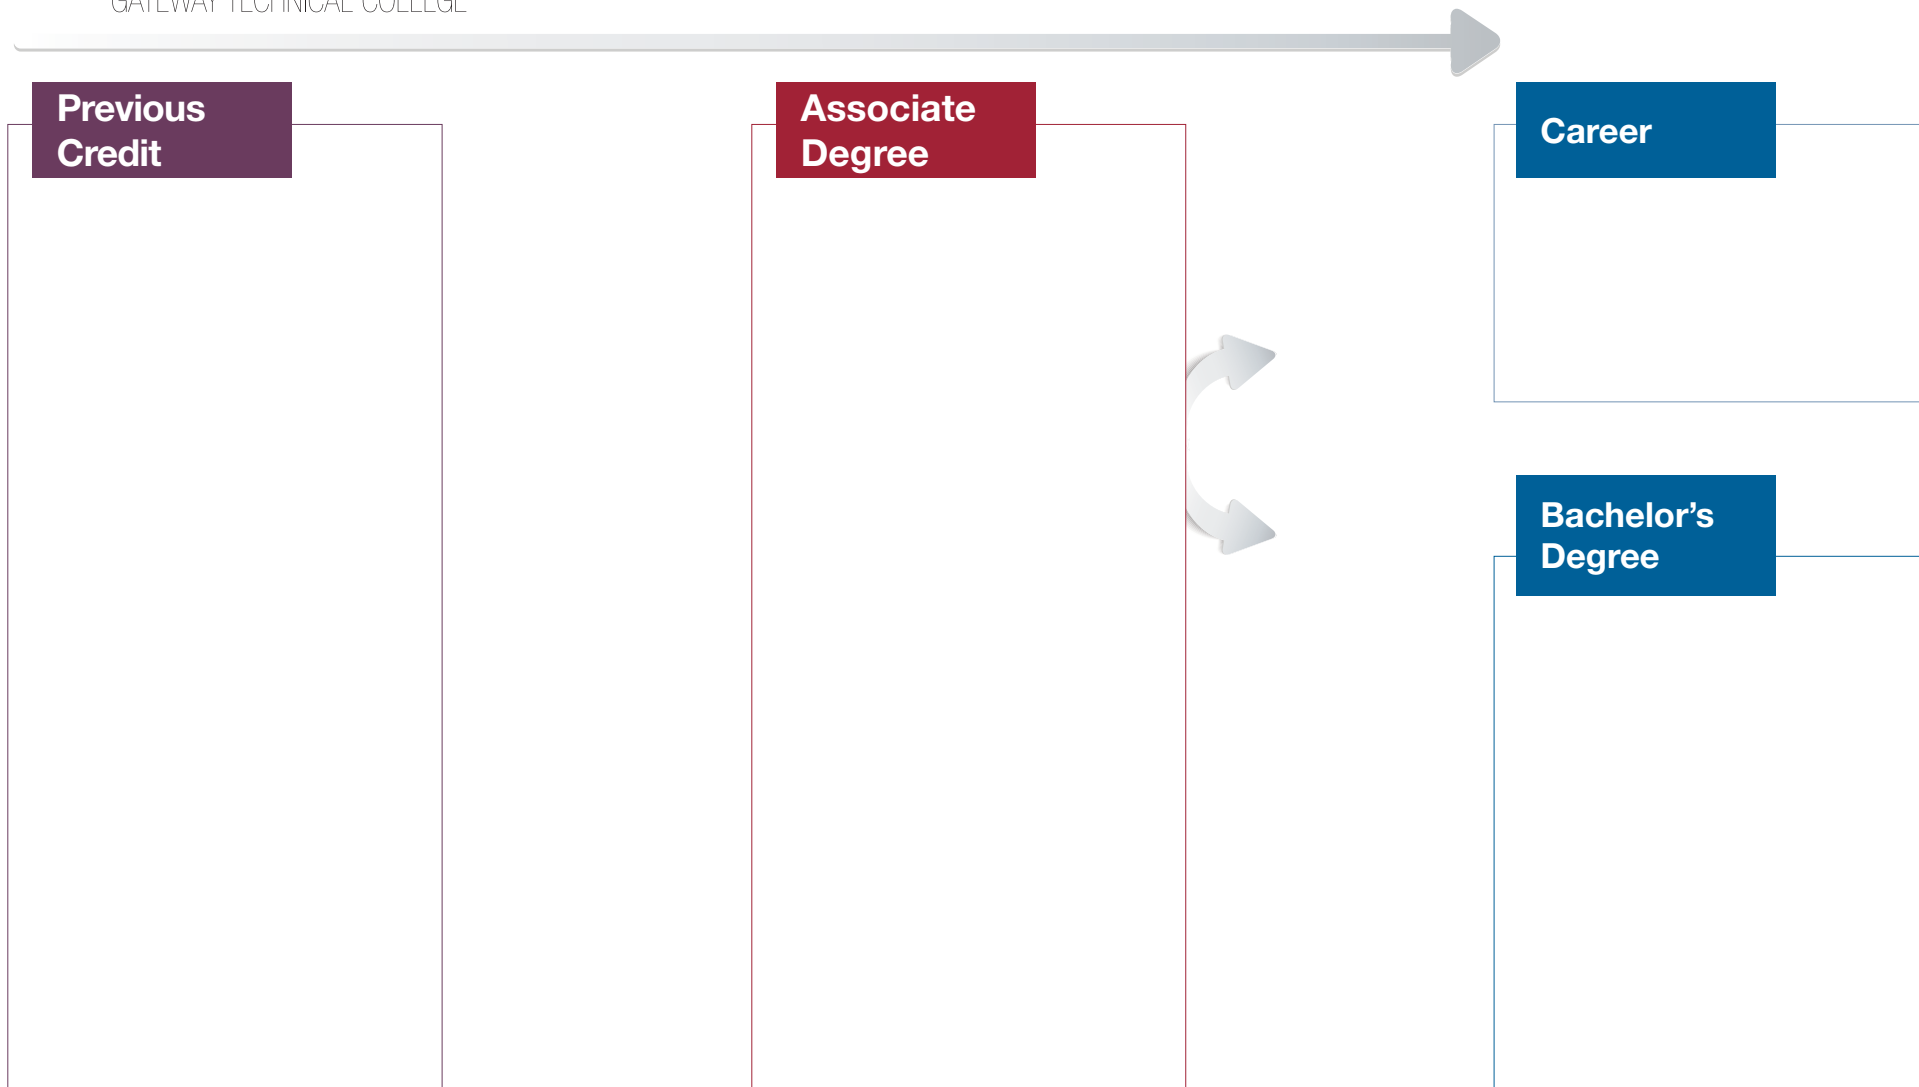 GATEWAY TECHNICAL COLLEGE
Previous
Credit
Associate
Degree
Career
Bachelor’s
Degree